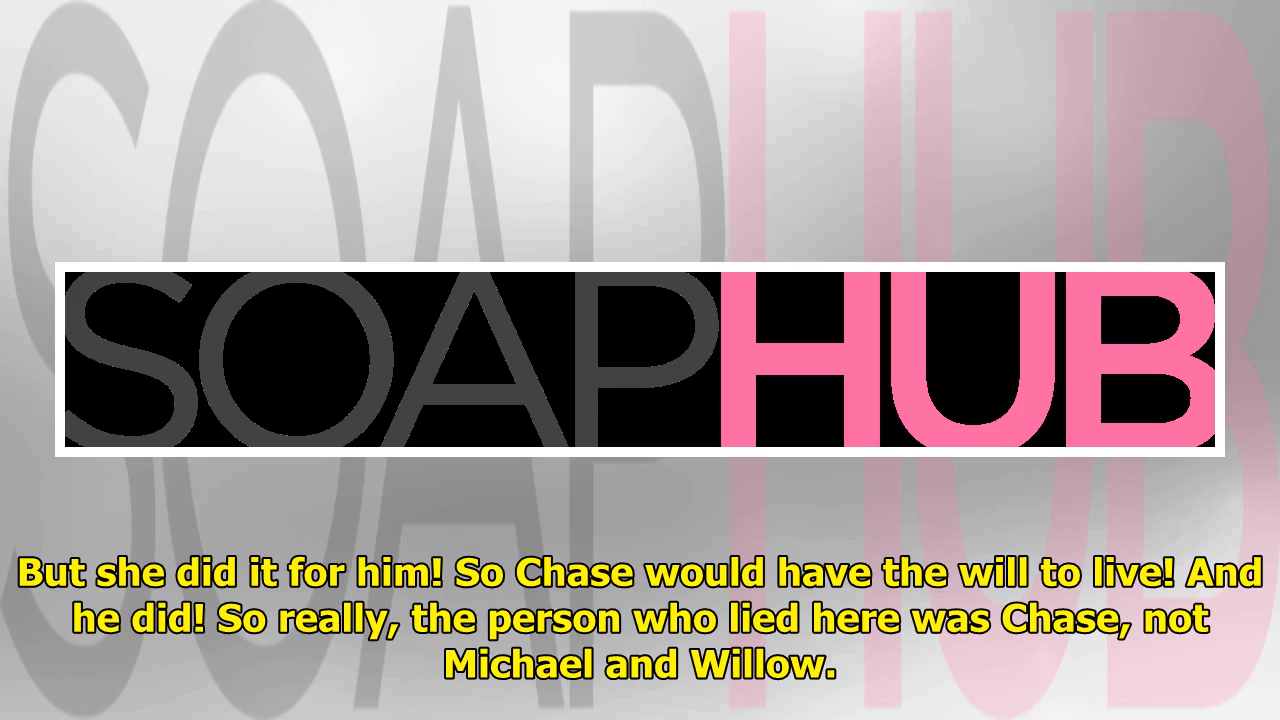 SOAPHUB
SOAPHUB
But she did it for him! So Chase would have the will to live! And
he did! So really, the person who lied here was Chase, not
Michael and Willow.